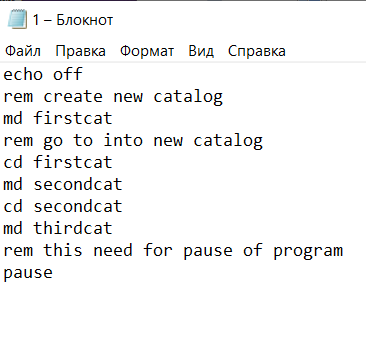 1 – Блокнот
Файл Правка Формат Вид Справка
echo off
rem create new catalog
md firstcat
rem go to into new catalog
cd firstcat
md secondcat
cd secondcat
md thirdcat
rem this need for pause of program
pause